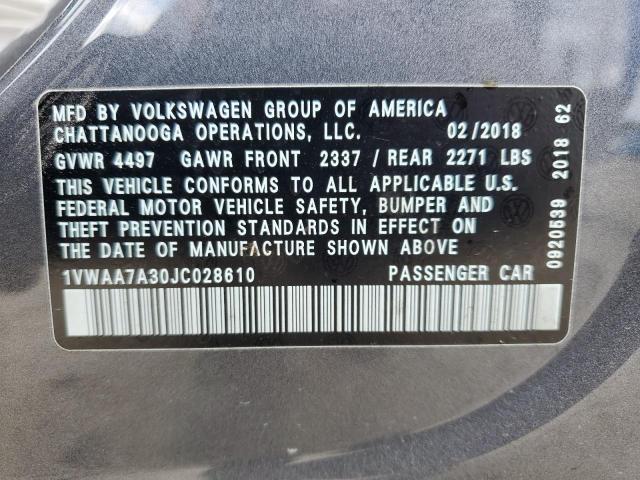 MFD BY VOLKSWAGEN GROUP OF AMERICA
CHATTANOOGA OPERATIONS, LLC. 02/2018
GVWR 4497 GAWR FRONT 2337 / REAR 2271 LBS
THIS VEHICLE CONFORMS TO ALL APPLICABLE U.S.
FEDERAL MOTOR VEHICLE SAFETY, BUMPER AND
THEFT PREVENTION STANDARDS IN EFFECT ON
THE DATE OF MANUFACTURE SHOWN ABOVE
1VWAA7A30JC028610 PASSENGER CAR
0920539 2018 62